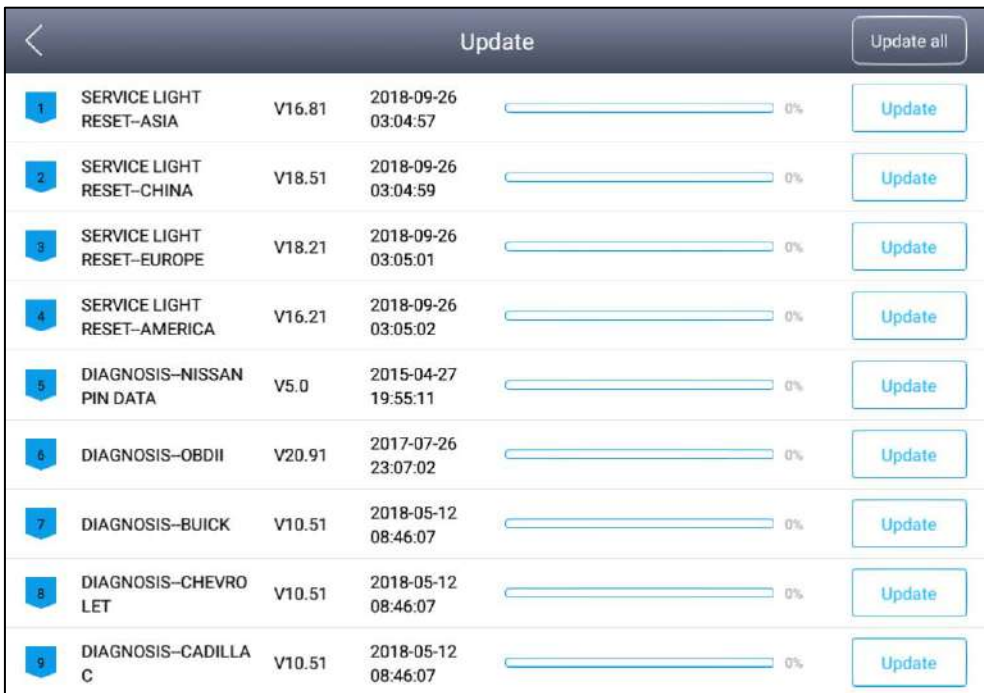 Update
Update all
1
SERVICE LIGHT
RESET--ASIA
V16.81
2018-09-26
03:04:57
0%
Update
2
SERVICE LIGHT
RESET--CHINA
V18.51
2018-09-26
03:04:59
0%
Update
3
SERVICE LIGHT
RESET--EUROPE
V18.21
2018-09-26
03:05:01
0%
Update
4
SERVICE LIGHT
RESET--AMERICA
V16.21
2018-09-26
03:05:02
0%
Update
5
DIAGNOSIS--NISSAN
PIN DATA
V5.0
2015-04-27
19:55:11
0%
Update
6
DIAGNOSIS--OBDII
V20.91
2017-07-26
23:07:02
0%
Update
7
DIAGNOSIS--BUICK
V10.51
2018-05-12
08:46:07
0%
Update
8
DIAGNOSIS--CHEVRO
LET
V10.51
2018-05-12
08:46:07
0%
Update
9
DIAGNOSIS--CADILLA
C
V10.51
2018-05-12
08:46:07
0%
Update